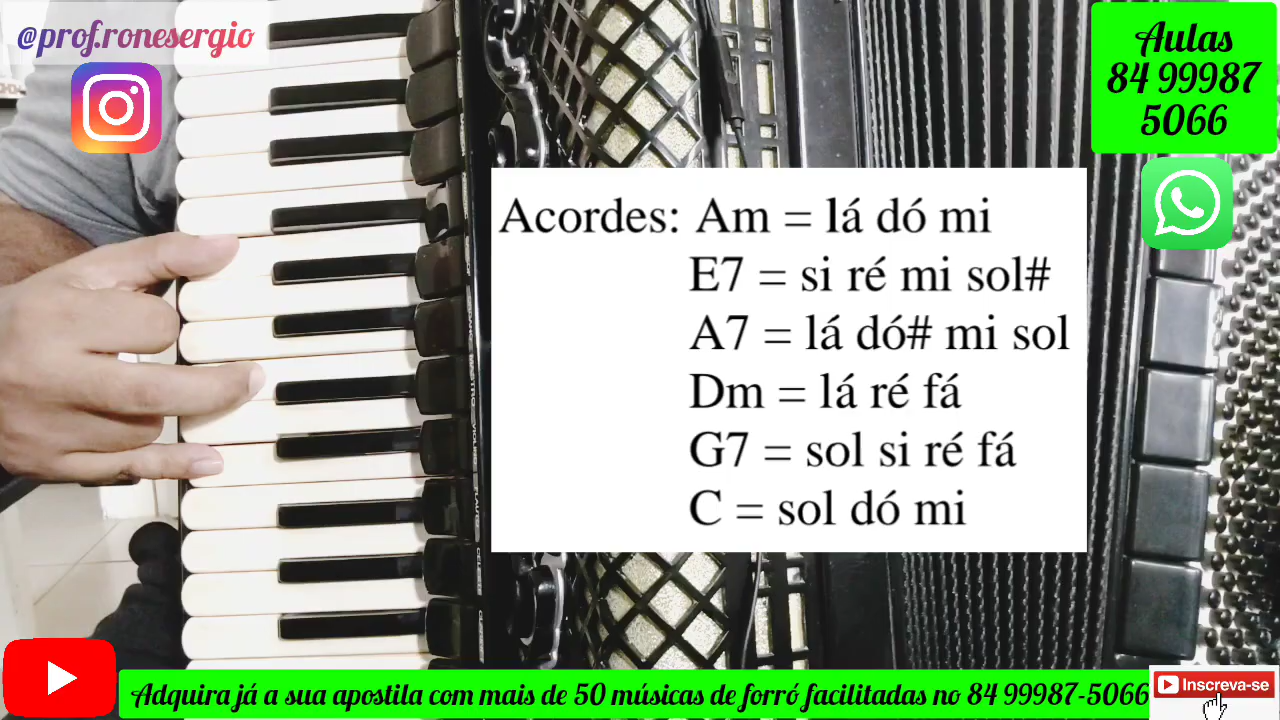 @prof.ronesergio
Aulas
84 99987
5066
Acordes: Am = lá dó mi
E7 = si ré mi sol#
A7 = lá dó# mi sol
Dm = lá ré fá
G7 = sol si ré fá
C = sol dó mi
Adquira já a sua apostila com mais de 50 músicas de forró facilitadas no 84 99987-5066
Inscreva-se